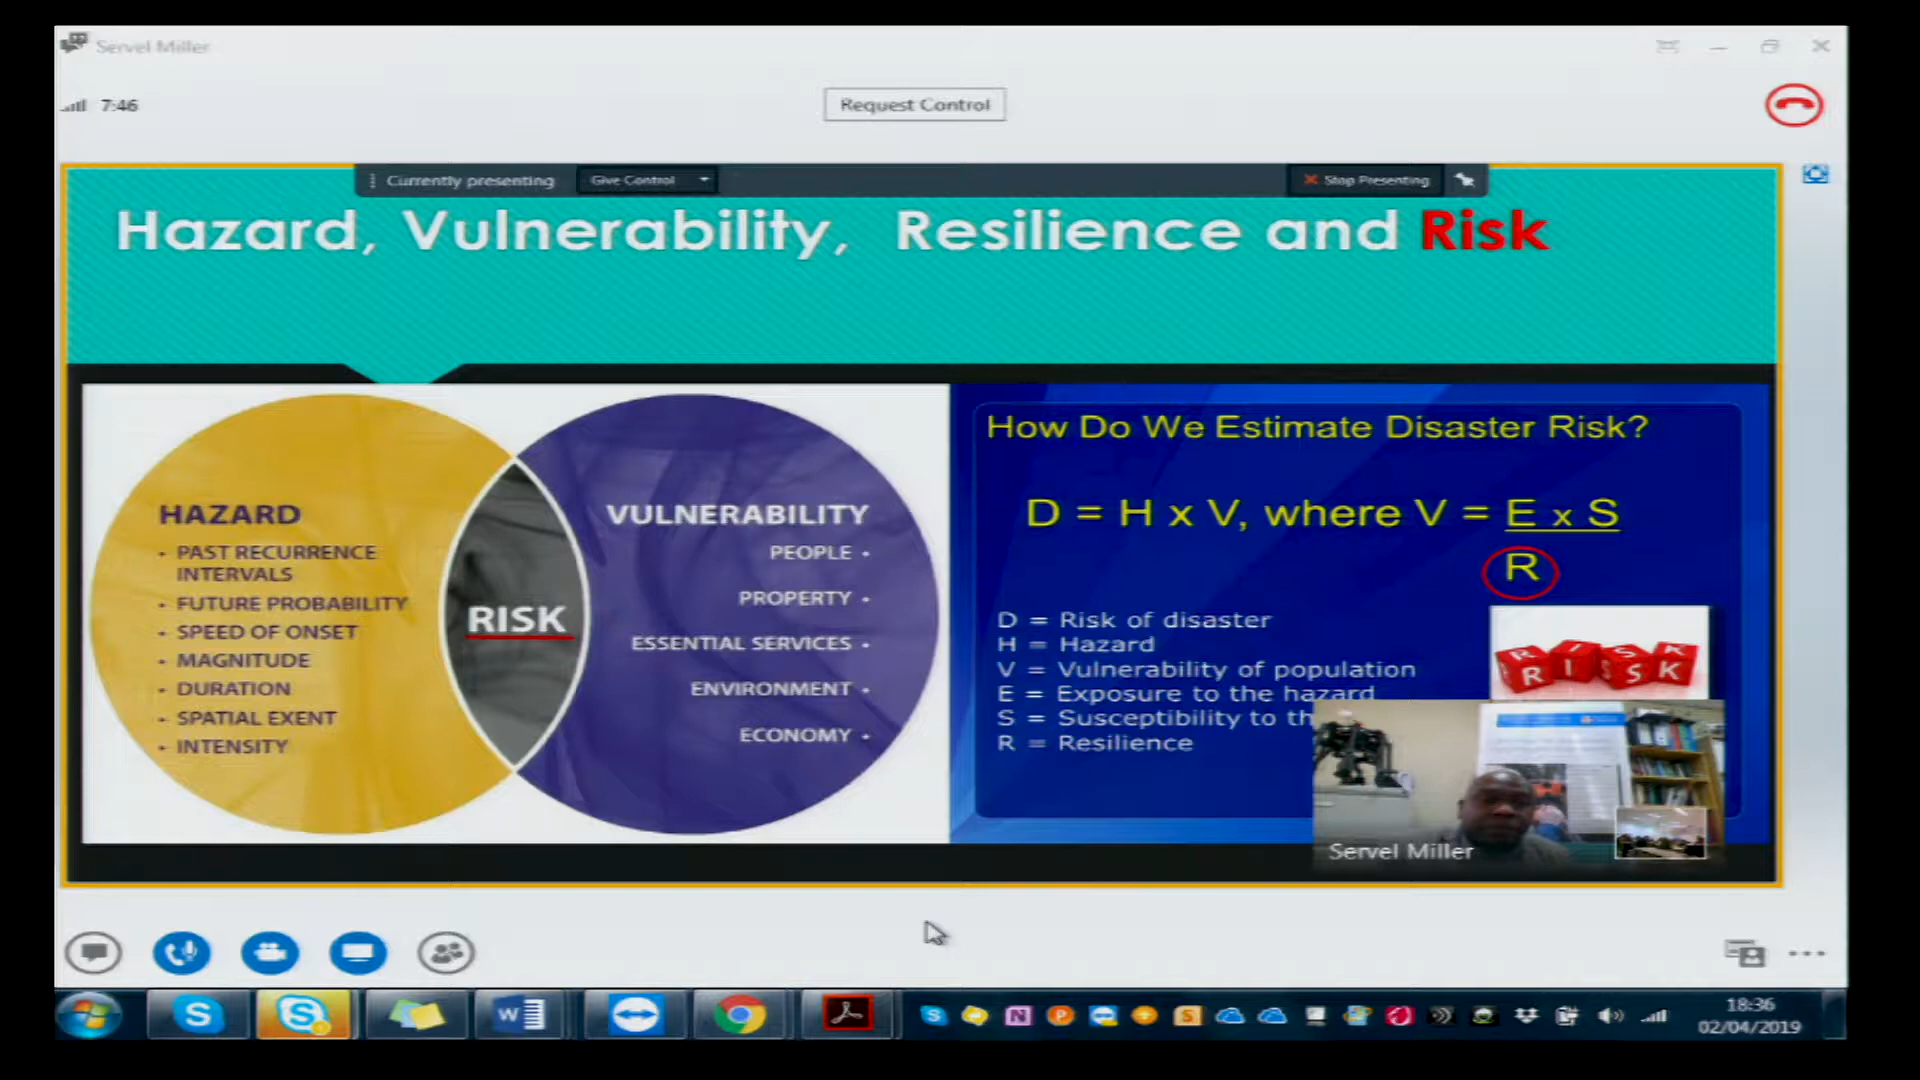 Servel Miller
7:46
Request Control
Currently presenting
Give Control
Stop Presenting
Hazard, Vulnerability, Resilience and Risk
HAZARD
• PAST RECURRENCE
INTERVALS
• FUTURE PROBABILITY
• SPEED OF ONSET
• MAGNITUDE
• DURATION
• SPATIAL EXENT
• INTENSITY
RISK
VULNERABILITY
PEOPLE •
PROPERTY •
ESSENTIAL SERVICES •
ENVIRONMENT •
ECONOMY •
How Do We Estimate Disaster Risk?
D = H x V, where V = E x S
R
D = Risk of disaster
H = Hazard
V = Vulnerability of population
E = Exposure to the hazard
S = Susceptibility to th
R = Resilience
R I S K
R I S K
Servel Miller
18:36
02/04/2019